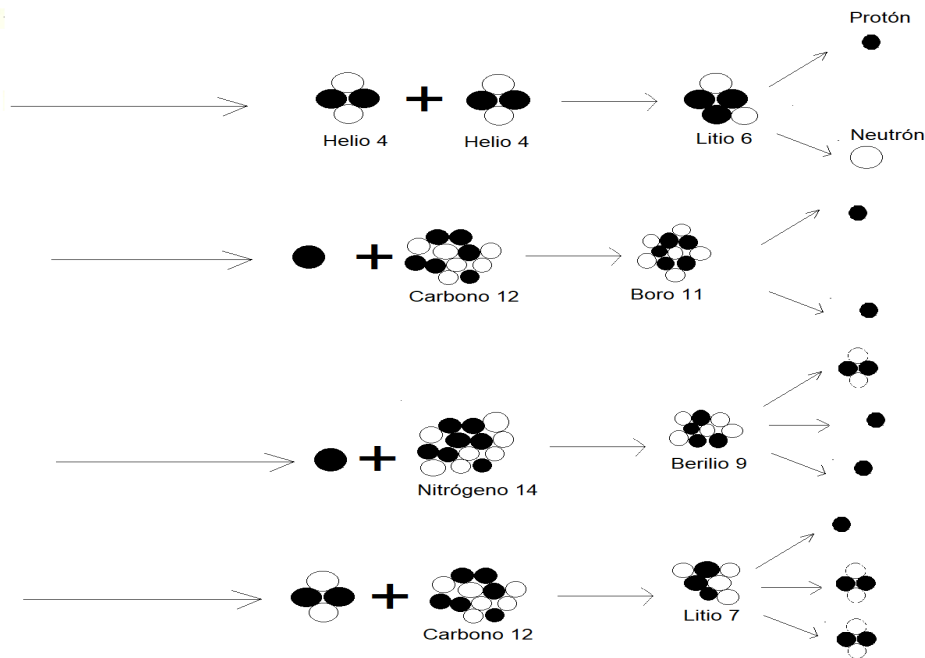 Protón
Helio 4
Helio 4
Litio 6
Neutrón
Carbono 12
Boro 11
Nitrógeno 14
Berilio 9
Carbono 12
Litio 7